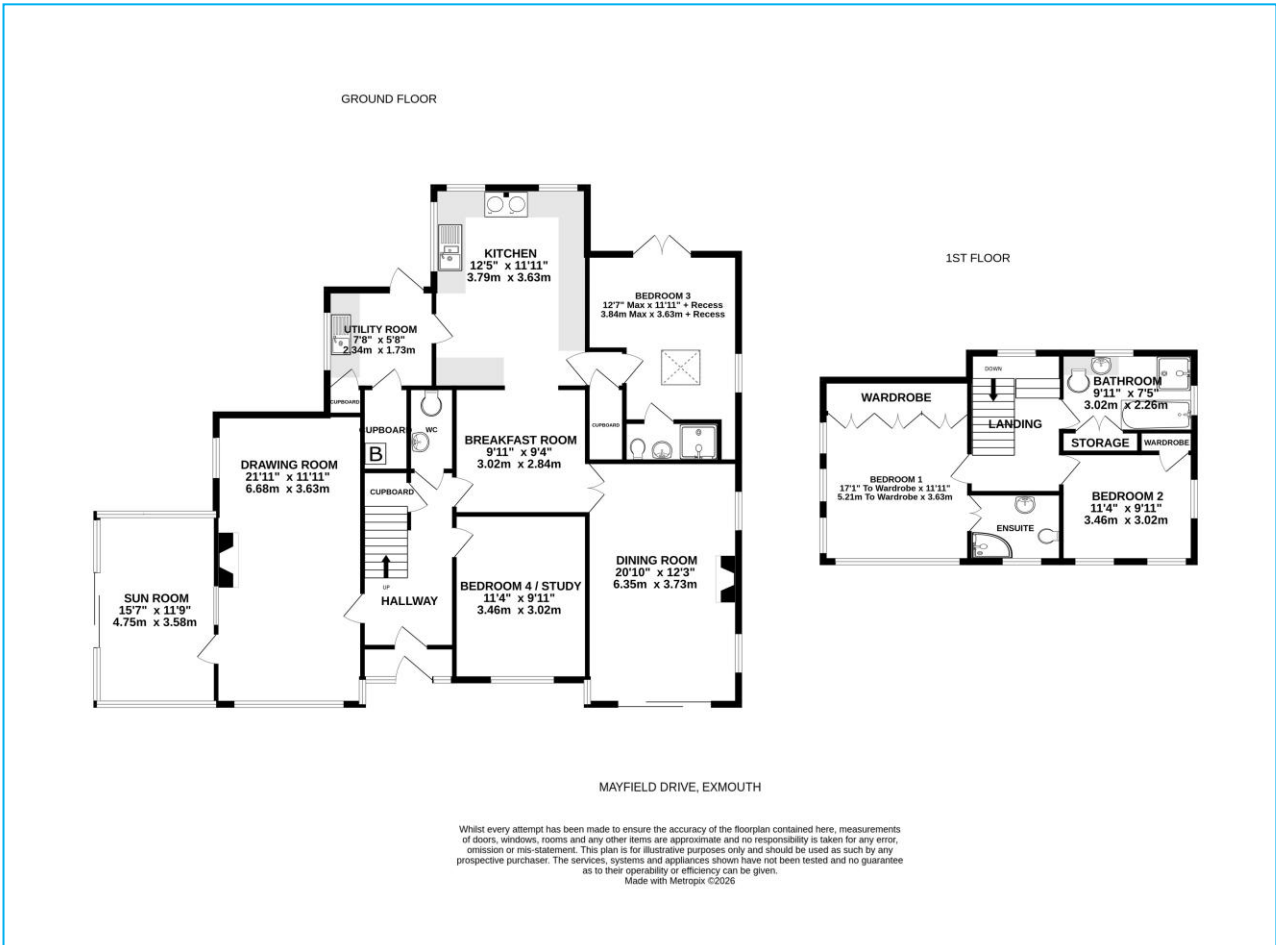 GROUND FLOOR
KITCHEN
12'5" x 11'11"
3.79m x 3.63m
BEDROOM 3
12'7" Max x 11'11" + Recess
3.84m Max x 3.63m + Recess
UTILITY ROOM
7'8" x 5'8"
2.34m x 1.73m
CUPBOARD
CUPBOARD
B
WC
BREAKFAST ROOM
9'11" x 9'4"
3.02m x 2.84m
CUPBOARD
DRAWING ROOM
21'11" x 11'11"
6.68m x 3.63m
CUPBOARD
UP
HALLWAY
BEDROOM 4 / STUDY
11'4" x 9'11"
3.46m x 3.02m
DINING ROOM
20'10" x 12'3"
6.35m x 3.73m
SUN ROOM
15'7" x 11'9"
4.75m x 3.58m
1ST FLOOR
DOWN
BATHROOM
9'11" x 7'5"
3.02m x 2.26m
WARDROBE
LANDING
STORAGE
WARDROBE
BEDROOM 1
17'1" To Wardrobe x 11'11"
5.21m To Wardrobe x 3.63m
BEDROOM 2
11'4" x 9'11"
3.46m x 3.02m
ENSUITE
MAYFIELD DRIVE, EXMOUTH
Whilst every attempt has been made to ensure the accuracy of the floorplan contained here, measurements
of doors, windows, rooms and any other items are approximate and no responsibility is taken for any error,
omission or mis-statement. This plan is for illustrative purposes only and should be used as such by any
prospective purchaser. The services, systems and appliances shown have not been tested and no guarantee
as to their operability or efficiency can be given.
Made with Metropix ©2026